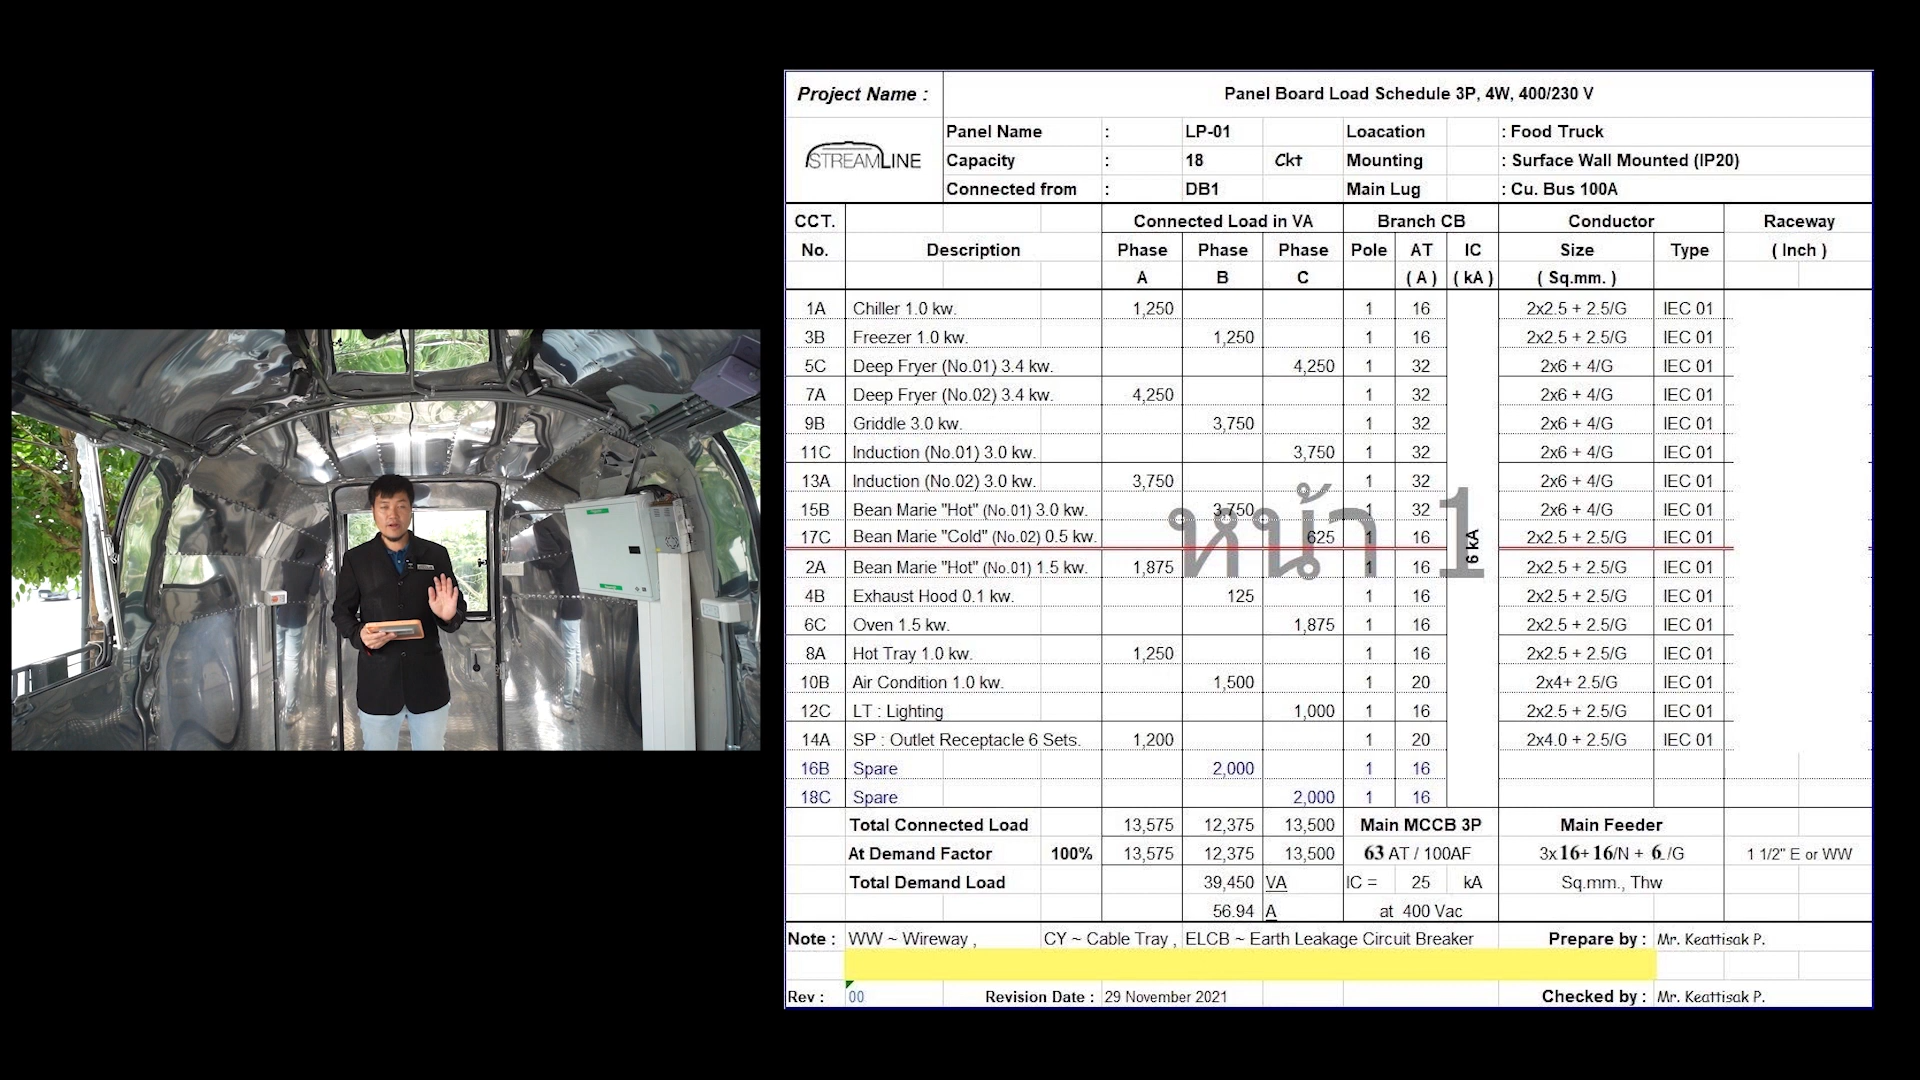 Project Name :
Panel Board Load Schedule 3P, 4W, 400/230 V
STREAMLINE
Panel Name : LP-01 Loacation : Food Truck
Capacity : 18 Ckt Mounting : Surface Wall Mounted (IP20)
Connected from : DB1 Main Lug : Cu. Bus 100A
CCT. Connected Load in VA Branch CB Conductor Raceway
No. Description Phase Phase Phase Pole AT IC Size Type ( Inch )
A B C ( A ) ( kA ) ( Sq.mm. )
1A Chiller 1.0 kw. 1,250 1 16 2x2.5 + 2.5/G IEC 01
3B Freezer 1.0 kw. 1,250 1 16 2x2.5 + 2.5/G IEC 01
5C Deep Fryer (No.01) 3.4 kw. 4,250 1 32 2x6 + 4/G IEC 01
7A Deep Fryer (No.02) 3.4 kw. 4,250 1 32 2x6 + 4/G IEC 01
9B Griddle 3.0 kw. 3,750 1 32 2x6 + 4/G IEC 01
11C Induction (No.01) 3.0 kw. 3,750 1 32 2x6 + 4/G IEC 01
13A Induction (No.02) 3.0 kw. 3,750 1 32 2x6 + 4/G IEC 01
15B Bean Marie "Hot" (No.01) 3.0 kw. 3,750 1 32 2x6 + 4/G IEC 01
17C Bean Marie "Cold" (No.02) 0.5 kw. 625 1 16 2x2.5 + 2.5/G IEC 01
หน้า 1
6 kA
2A Bean Marie "Hot" (No.01) 1.5 kw. 1,875 1 16 2x2.5 + 2.5/G IEC 01
4B Exhaust Hood 0.1 kw. 125 1 16 2x2.5 + 2.5/G IEC 01
6C Oven 1.5 kw. 1,875 1 16 2x2.5 + 2.5/G IEC 01
8A Hot Tray 1.0 kw. 1,250 1 16 2x2.5 + 2.5/G IEC 01
10B Air Condition 1.0 kw. 1,500 1 20 2x4+ 2.5/G IEC 01
12C LT : Lighting 1,000 1 16 2x2.5 + 2.5/G IEC 01
14A SP : Outlet Receptacle 6 Sets. 1,200 1 20 2x4.0 + 2.5/G IEC 01
16B Spare 2,000 1 16
18C Spare 2,000 1 16
Total Connected Load 13,575 12,375 13,500 Main MCCB 3P Main Feeder
At Demand Factor 100% 13,575 12,375 13,500 63 AT / 100AF 3x16+16/N + 6 /G 1 1/2" E or WW
Total Demand Load 39,450 VA IC = 25 kA Sq.mm., Thw
56.94 A at 400 Vac
Note : WW ~ Wireway , CY ~ Cable Tray , ELCB ~ Earth Leakage Circuit Breaker Prepare by : Mr. Keattisak P.
Rev : 00 Revision Date : 29 November 2021 Checked by : Mr. Keattisak P.